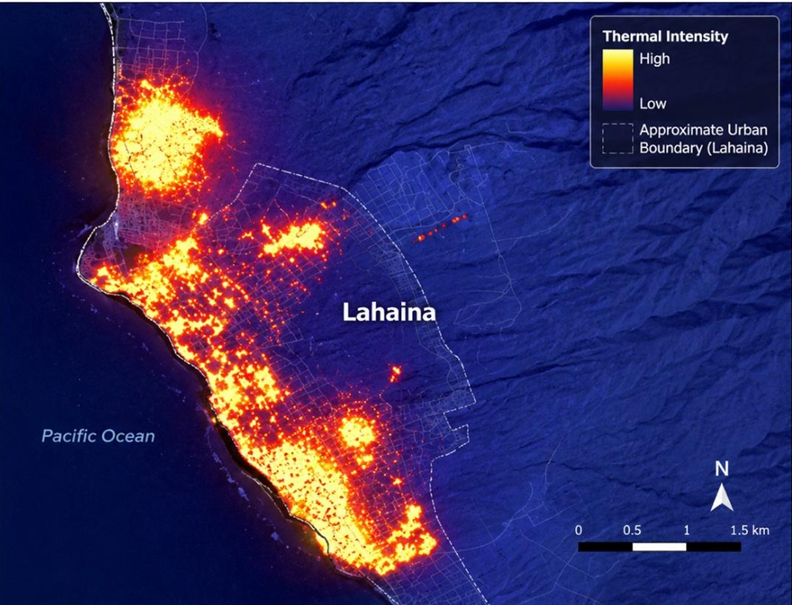 Thermal Intensity
High
Low
Approximate Urban
Boundary (Lahaina)
Lahaina
Pacific Ocean
N
0 0.5 1 1.5 km